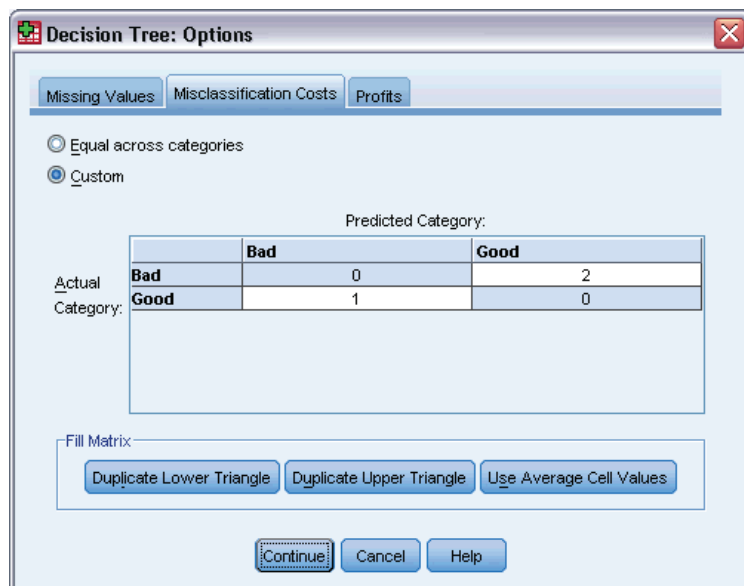 Decision Tree: Options
Missing Values Misclassification Costs Profits
Equal across categories
Custom
Predicted Category:
Bad Good
Actual Category:
Bad 0 2
Good 1 0
Fill Matrix
Duplicate Lower Triangle Duplicate Upper Triangle Use Average Cell Values
Continue Cancel Help